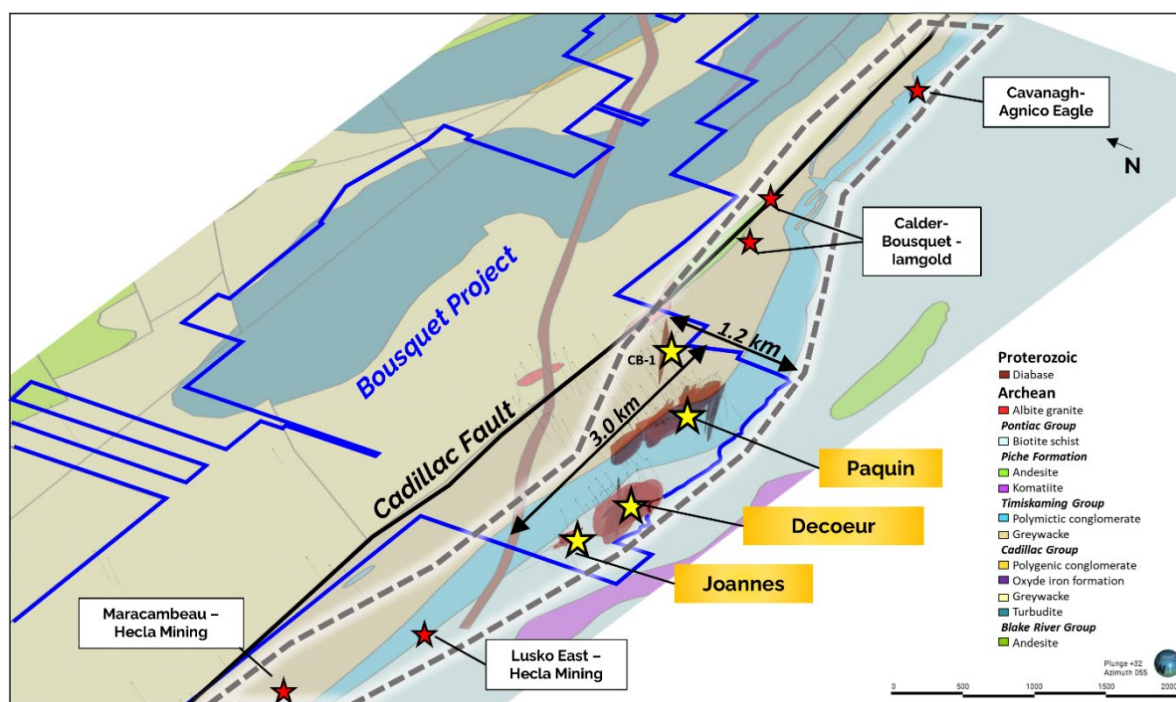 Cavanagh-
Agnico Eagle
N
Calder-
Bousquet -
Iamgold
Bousquet Project
1.2 km
CB-1
3.0 km
Cadillac Fault
Paquin
Decoeur
Joannes
Maracambeau –
Hecla Mining
Lusko East –
Hecla Mining
Proterozoic
Diabase
Archean
Albite granite
Pontiac Group
Biotite schist
Piche Formation
Andesite
Komatiite
Timiskaming Group
Polymictic conglomerate
Greywacke
Cadillac Group
Polygenic conglomerate
Oxyde iron formation
Greywacke
Turbudite
Blake River Group
Andesite
Plunge +32
Azimuth 055
0 500 1000 1500 2000